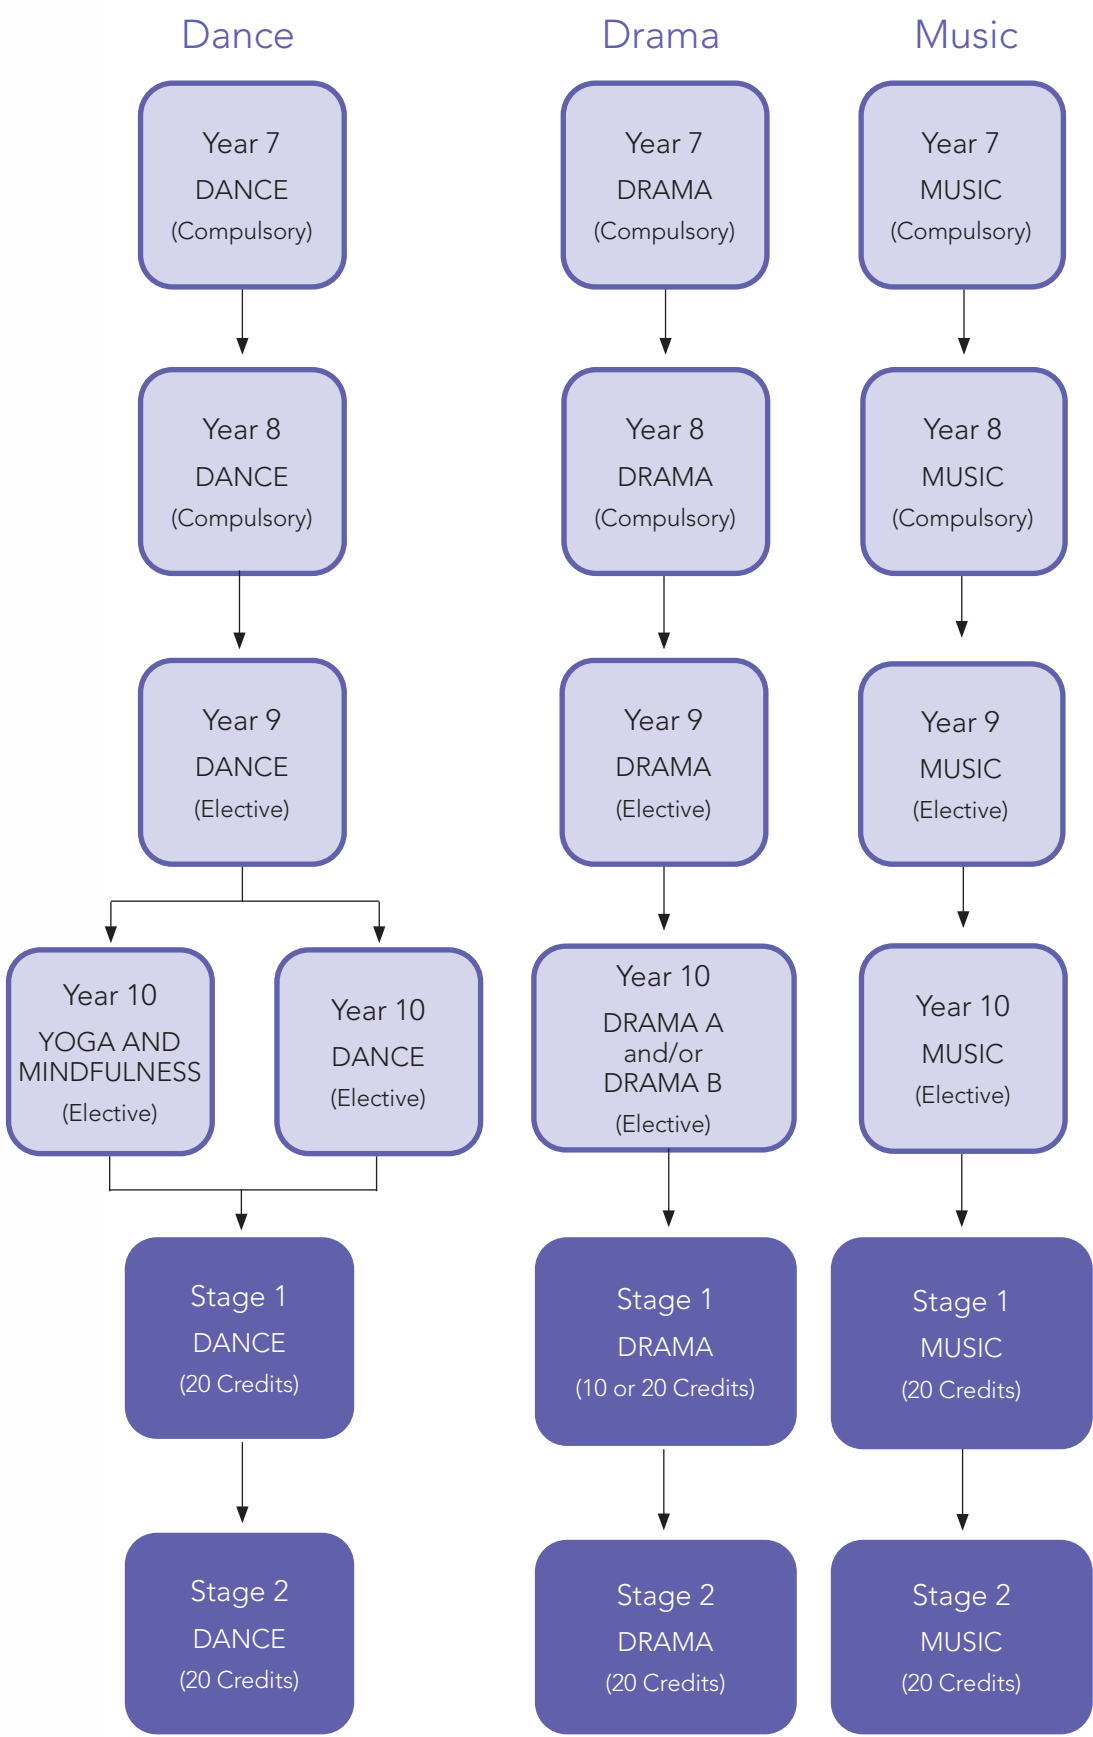 Dance
Drama
Music
Year 7
DANCE
(Compulsory)
Year 7
DRAMA
(Compulsory)
Year 7
MUSIC
(Compulsory)
Year 8
DANCE
(Compulsory)
Year 8
DRAMA
(Compulsory)
Year 8
MUSIC
(Compulsory)
Year 9
DANCE
(Elective)
Year 9
DRAMA
(Elective)
Year 9
MUSIC
(Elective)
Year 10
YOGA AND
MINDFULNESS
(Elective)
Year 10
DANCE
(Elective)
Year 10
DRAMA A
and/or
DRAMA B
(Elective)
Year 10
MUSIC
(Elective)
Stage 1
DANCE
(20 Credits)
Stage 1
DRAMA
(10 or 20 Credits)
Stage 1
MUSIC
(20 Credits)
Stage 2
DANCE
(20 Credits)
Stage 2
DRAMA
(20 Credits)
Stage 2
MUSIC
(20 Credits)